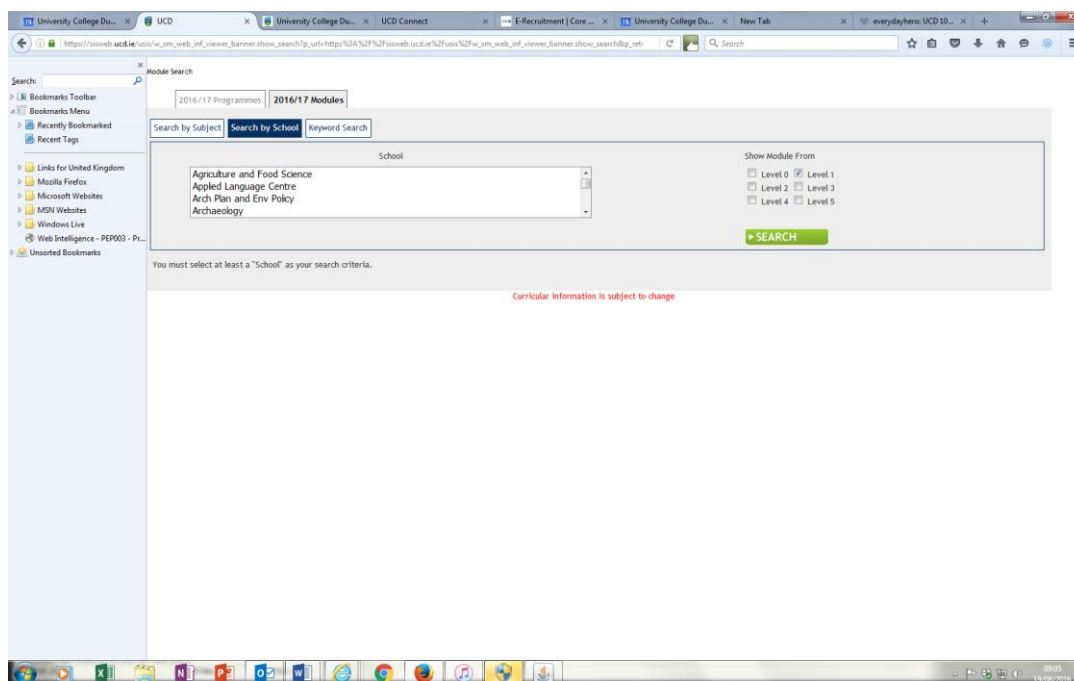 University College Du...
UCD
University College Du...
UCD Connect
E-Recruitment | Core ...
University College Du...
New Tab
everydayhero: UCD 10...
https://sisweb.ucd.ie/usis/w_sm_web_inf_viewer_banner.show_search?p_url=https%3A%2F%2Fsisweb.ucd.ie%2Fusis%2Fw_sm_web_inf_viewer_banner.show_search&p_ret
Search
Search:
Bookmarks Toolbar
Bookmarks Menu
Recently Bookmarked
Recent Tags
Links for United Kingdom
Mozilla Firefox
Microsoft Websites
MSN Websites
Windows Live
Web Intelligence - PEP003 - Pr...
Unsorted Bookmarks
Module Search
2016/17 Programmes
2016/17 Modules
Search by Subject
Search by School
Keyword Search
School
Agriculture and Food Science
Applied Language Centre
Arch Plan and Env Policy
Archaeology
Show Module From
Level 0
Level 1
Level 2
Level 3
Level 4
Level 5
SEARCH
You must select at least a "School" as your search criteria.
Curricular information is subject to change
09:05
19/08/2016